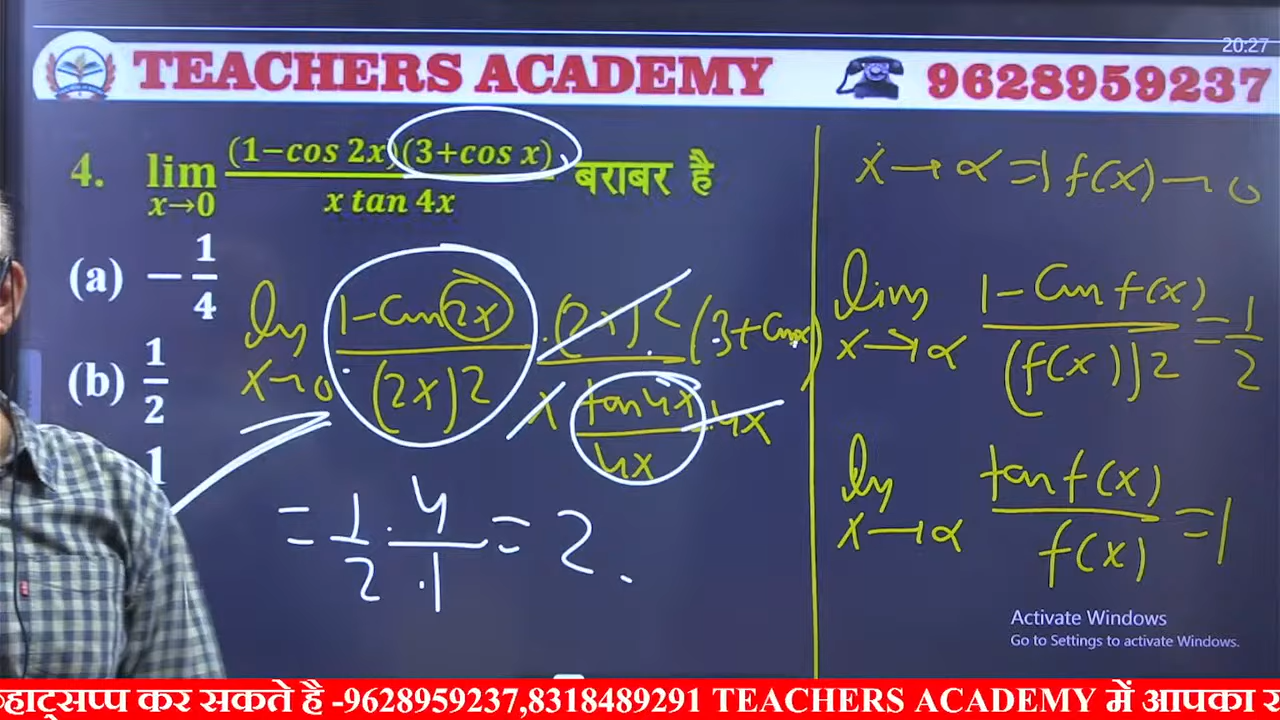 20:27
TEACHERS ACADEMY 9628959237
4. lim x→0 (1−cos 2x)(3+cos x) / x tan 4x बराबर है
(a) −1/4
(b) 1/2
1
lim x→0 1−cos 2x / (2x)2 · (2x)2 / x tan 4x / 4x · 4x (3+cos x)
= 1/2 · 4/1 = 2.
x→α ⇒ f(x)→0
lim x→α 1−cos f(x) / (f(x))2 = 1/2
lim x→α tan f(x) / f(x) = 1
Activate Windows
Go to Settings to activate Windows.
कर सकते है -9628959237,8318489291 TEACHERS ACADEMY में आपका